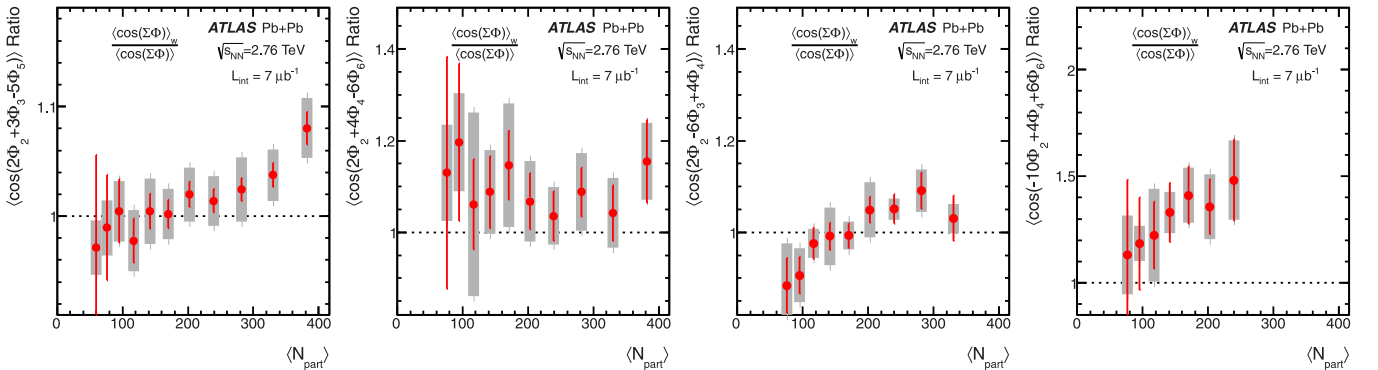 ⟨cos(2Φ₂+3Φ₃-5Φ₅)⟩ Ratio
⟨cos(ΣΦ)⟩w
⟨cos(ΣΦ)⟩
ATLAS Pb+Pb
√sNN=2.76 TeV
Lint = 7 μb⁻¹
1.1
1
0 100 200 300 400
⟨Npart⟩
⟨cos(2Φ₂+4Φ₄-6Φ₆)⟩ Ratio
⟨cos(ΣΦ)⟩w
⟨cos(ΣΦ)⟩
ATLAS Pb+Pb
√sNN=2.76 TeV
Lint = 7 μb⁻¹
1.4
1.2
1
0 100 200 300 400
⟨Npart⟩
⟨cos(2Φ₂-6Φ₃+4Φ₄)⟩ Ratio
⟨cos(ΣΦ)⟩w
⟨cos(ΣΦ)⟩
ATLAS Pb+Pb
√sNN=2.76 TeV
Lint = 7 μb⁻¹
1.4
1.2
1
0 100 200 300 400
⟨Npart⟩
⟨cos(-10Φ₂+4Φ₄+6Φ₆)⟩ Ratio
⟨cos(ΣΦ)⟩w
⟨cos(ΣΦ)⟩
ATLAS Pb+Pb
√sNN=2.76 TeV
Lint = 7 μb⁻¹
2
1.5
1
0 100 200 300 400
⟨Npart⟩